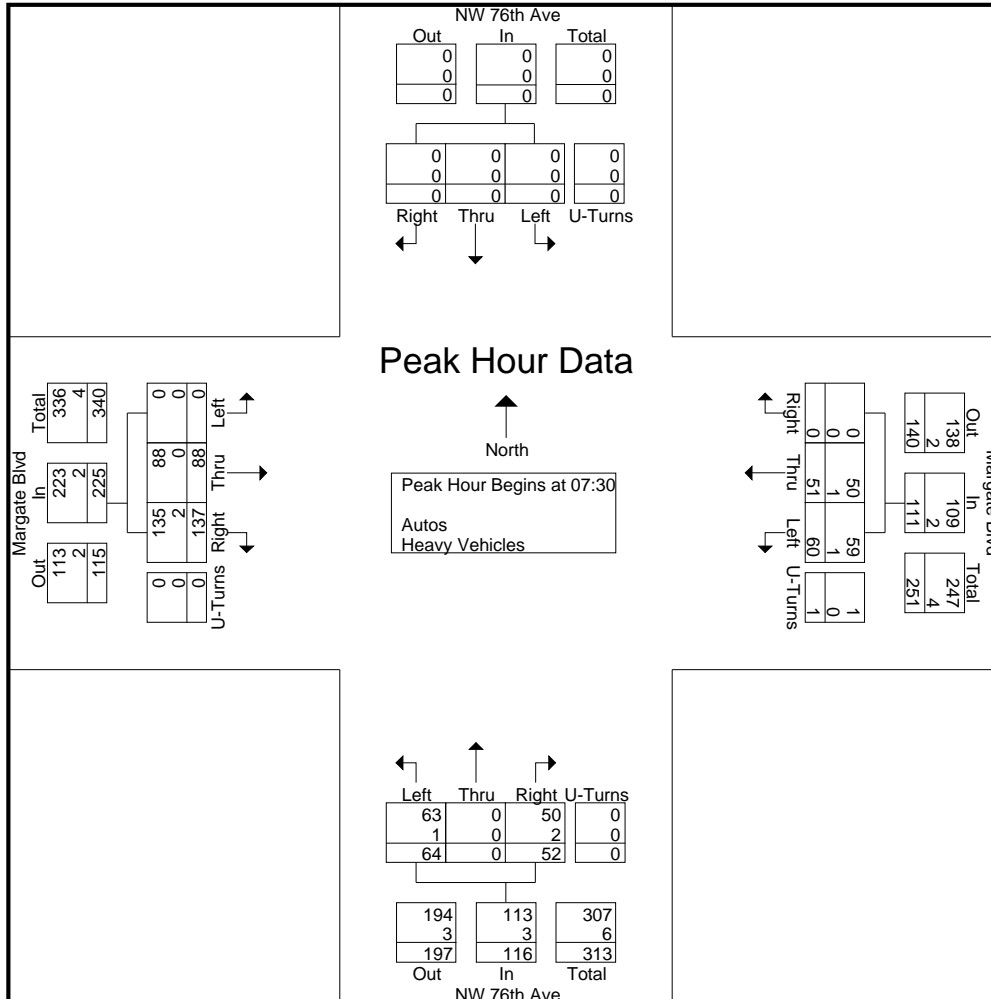 NW 76th Ave
Out In Total
0 0 0
0 0 0
0 0 0
0 0 0 0
0 0 0 0
0 0 0 0
Right Thru Left U-Turns
Peak Hour Data
North
Peak Hour Begins at 07:30
Autos
Heavy Vehicles
Margate Blvd
Total In Out
336 223 113
4 2 2
340 225 115
0 88 135 0
0 0 2 0
0 88 137 0
Left Thru Right U-Turns
Margate Blvd
Out In Total
138 109 247
2 2 4
140 111 251
0 50 59 1
0 1 1 0
0 51 60 1
Right Thru Left U-Turns
Left Thru Right U-Turns
63 0 50 0
1 0 2 0
64 0 52 0
194 113 307
3 3 6
197 116 313
Out In Total
NW 76th Ave